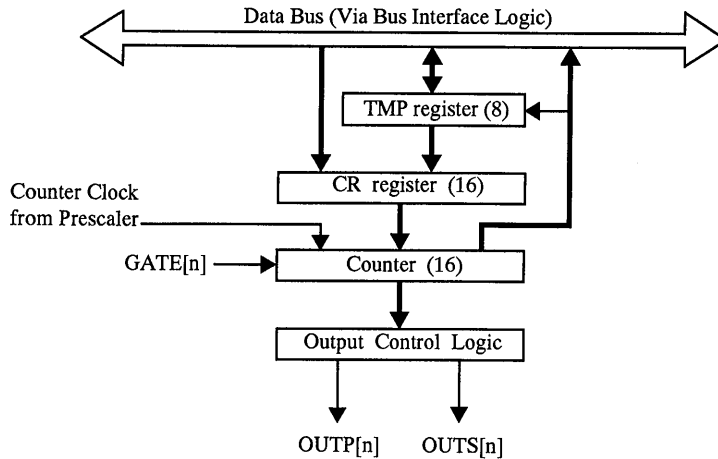 Data Bus (Via Bus Interface Logic)
TMP register (8)
CR register (16)
Counter Clock
from Prescaler
GATE[n]
Counter (16)
Output Control Logic
OUTP[n]
OUTS[n]